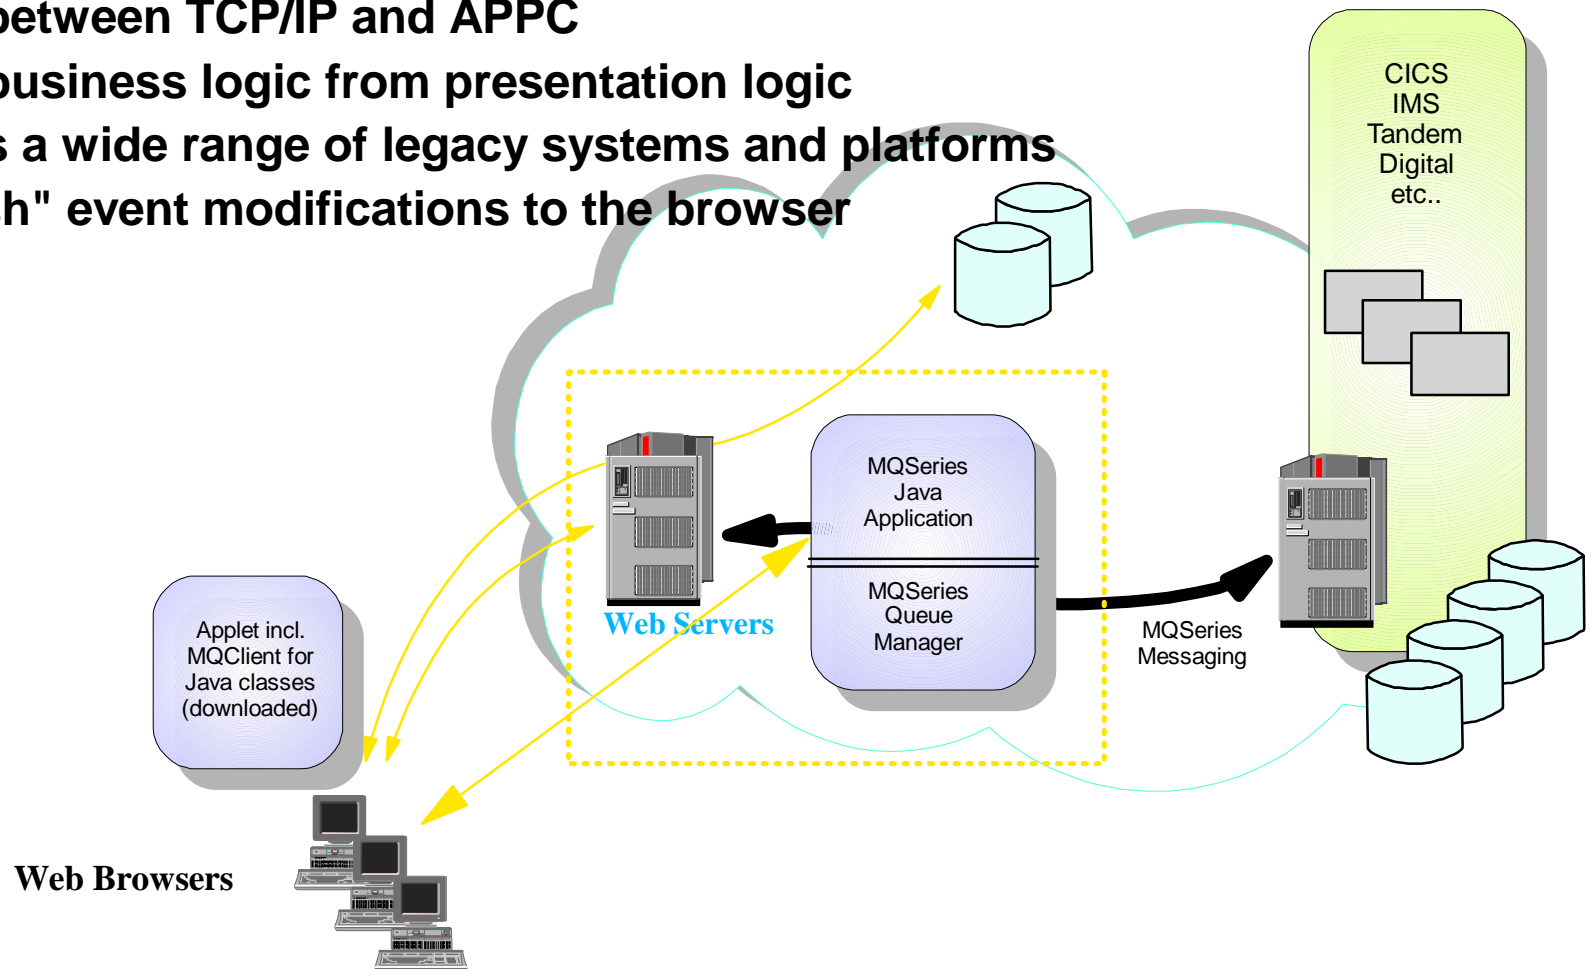 between TCP/IP and APPC
business logic from presentation logic
s a wide range of legacy systems and platforms
sh" event modifications to the browser
CICS
IMS
Tandem
Digital
etc..
MQSeries
Java
Application
MQSeries
Queue
Manager
Web Servers
MQSeries
Messaging
Applet incl.
MQClient for
Java classes
(downloaded)
Web Browsers